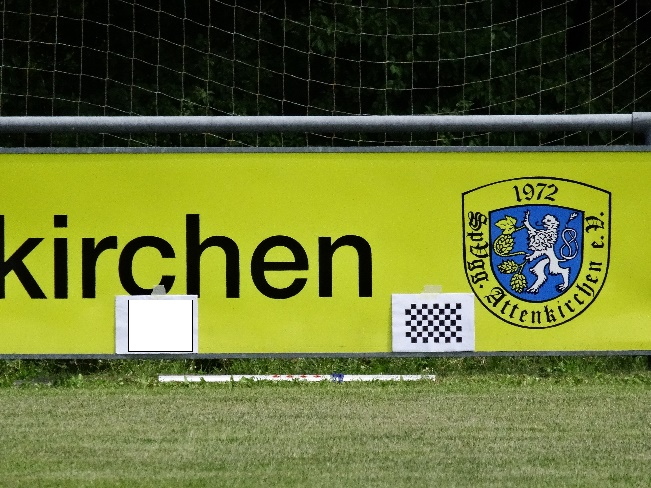 kirchen
1972
SpVgg. Attenkirchen e.V.